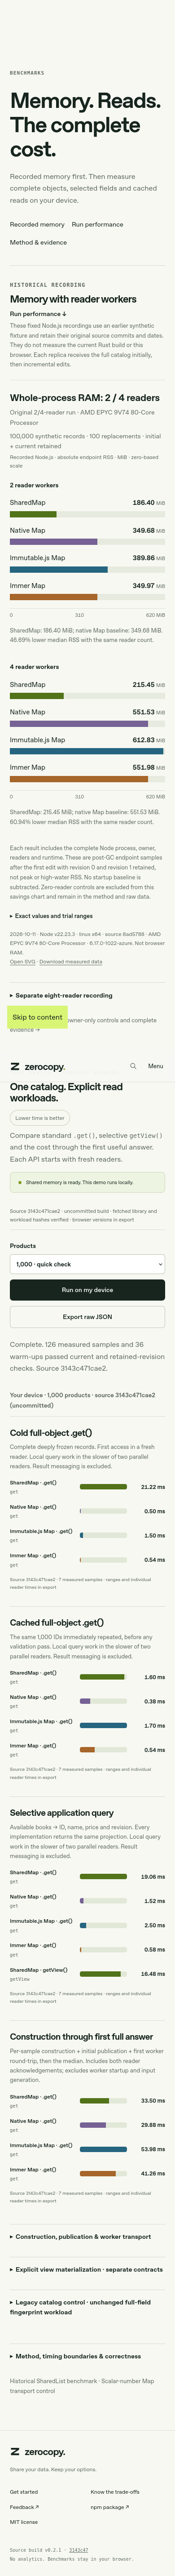 BENCHMARKS
Memory. Reads.
The complete
cost.
Recorded memory first. Then measure
complete objects, selected fields and cached
reads on your device.
Recorded memory Run performance
Method & evidence
HISTORICAL RECORDING
Memory with reader workers
Run performance ↓
These fixed Node.js recordings use an earlier synthetic
fixture and retain their original source commits and dates.
They do not measure the current Rust build or this
browser. Each replica receives the full catalog initially,
then incremental edits.
Whole-process RAM: 2 / 4 readers
Original 2/4-reader run · AMD EPYC 9V74 80-Core
Processor
100,000 synthetic records · 100 replacements · initial
+ current retained
Recorded Node.js · absolute endpoint RSS · MiB · zero-based
scale
2 reader workers
SharedMap 186.40 MiB
Native Map 349.68 MiB
Immutable.js Map 389.86 MiB
Immer Map 349.97 MiB
0 310 620 MiB
SharedMap: 186.40 MiB; native Map baseline: 349.68 MiB.
46.69% lower median RSS with the same reader count.
4 reader workers
SharedMap 215.45 MiB
Native Map 551.53 MiB
Immutable.js Map 612.83 MiB
Immer Map 551.98 MiB
0 310 620 MiB
SharedMap: 215.45 MiB; native Map baseline: 551.53 MiB.
60.94% lower median RSS with the same reader count.
Each result includes the complete Node process, owner,
readers and runtime. These are post-GC endpoint samples
after the first edit with revision 0 and revision 1 retained,
not peak or high-water RSS. No startup baseline is
subtracted. Zero-reader controls are excluded from this
savings chart and remain in the method and raw data.
▸ Exact values and trial ranges
2026-10-11 · Node v22.23.3 · linux x64 · source 8ad5788 · AMD
EPYC 9V74 80-Core Processor · 6.17.0-1022-azure. Not browser
RAM.
Open SVG · Download measured data
▸ Separate eight-reader recording
Skip to content
owner-only controls and complete
evidence →
zerocopy. Menu
One catalog. Explicit read
workloads.
Lower time is better
Compare standard .get(), selective getView()
and the cost through the first useful answer.
Each API starts with fresh readers.
Shared memory is ready. This demo runs locally.
Source 3143c471cae2 · uncommitted build · fetched library and
workload hashes verified · browser versions in export
Products
1,000 · quick check
Run on my device
Export raw JSON
Complete. 126 measured samples and 36
warm-ups passed current and retained-revision
checks. Source 3143c471cae2.
Your device · 1,000 products · source 3143c471cae2
(uncommitted)
Cold full-object .get()
Complete deeply frozen records. First access in a fresh
reader. Local query work in the slower of two parallel
readers. Result messaging is excluded.
SharedMap · .get() 21.22 ms
get
Native Map · .get() 0.50 ms
get
Immutable.js Map · .get() 1.50 ms
get
Immer Map · .get() 0.54 ms
get
Source 3143c471cae2 · 7 measured samples · ranges and individual
reader times in export
Cached full-object .get()
The same 1,000 IDs immediately repeated, before any
validation pass. Local query work in the slower of two
parallel readers. Result messaging is excluded.
SharedMap · .get() 1.60 ms
get
Native Map · .get() 0.38 ms
get
Immutable.js Map · .get() 1.70 ms
get
Immer Map · .get() 0.54 ms
get
Source 3143c471cae2 · 7 measured samples · ranges and individual
reader times in export
Selective application query
Available books → ID, name, price and revision. Every
implementation returns the same projection. Local query
work in the slower of two parallel readers. Result
messaging is excluded.
SharedMap · .get() 19.06 ms
get
Native Map · .get() 1.52 ms
get
Immutable.js Map · .get() 2.50 ms
get
Immer Map · .get() 0.58 ms
get
SharedMap · getView() 16.48 ms
getView
Source 3143c471cae2 · 7 measured samples · ranges and individual
reader times in export
Construction through first full answer
Per-sample construction + initial publication + first worker
round-trip, then the median. Includes both reader
acknowledgements; excludes worker startup and input
generation.
SharedMap · .get() 33.50 ms
get
Native Map · .get() 29.88 ms
get
Immutable.js Map · .get() 53.98 ms
get
Immer Map · .get() 41.26 ms
get
Source 3143c471cae2 · 7 measured samples · ranges and individual
reader times in export
▸ Construction, publication & worker transport
▸ Explicit view materialization · separate contracts
▸ Legacy catalog control · unchanged full-field
fingerprint workload
▸ Method, timing boundaries & correctness
Historical SharedList benchmark · Scalar-number Map
transport control
zerocopy.
Share your data. Keep your options.
Get started Know the trade-offs
Feedback ↗ npm package ↗
MIT license
Source build v0.2.1 · 3143c47
No analytics. Benchmarks stay in your browser.